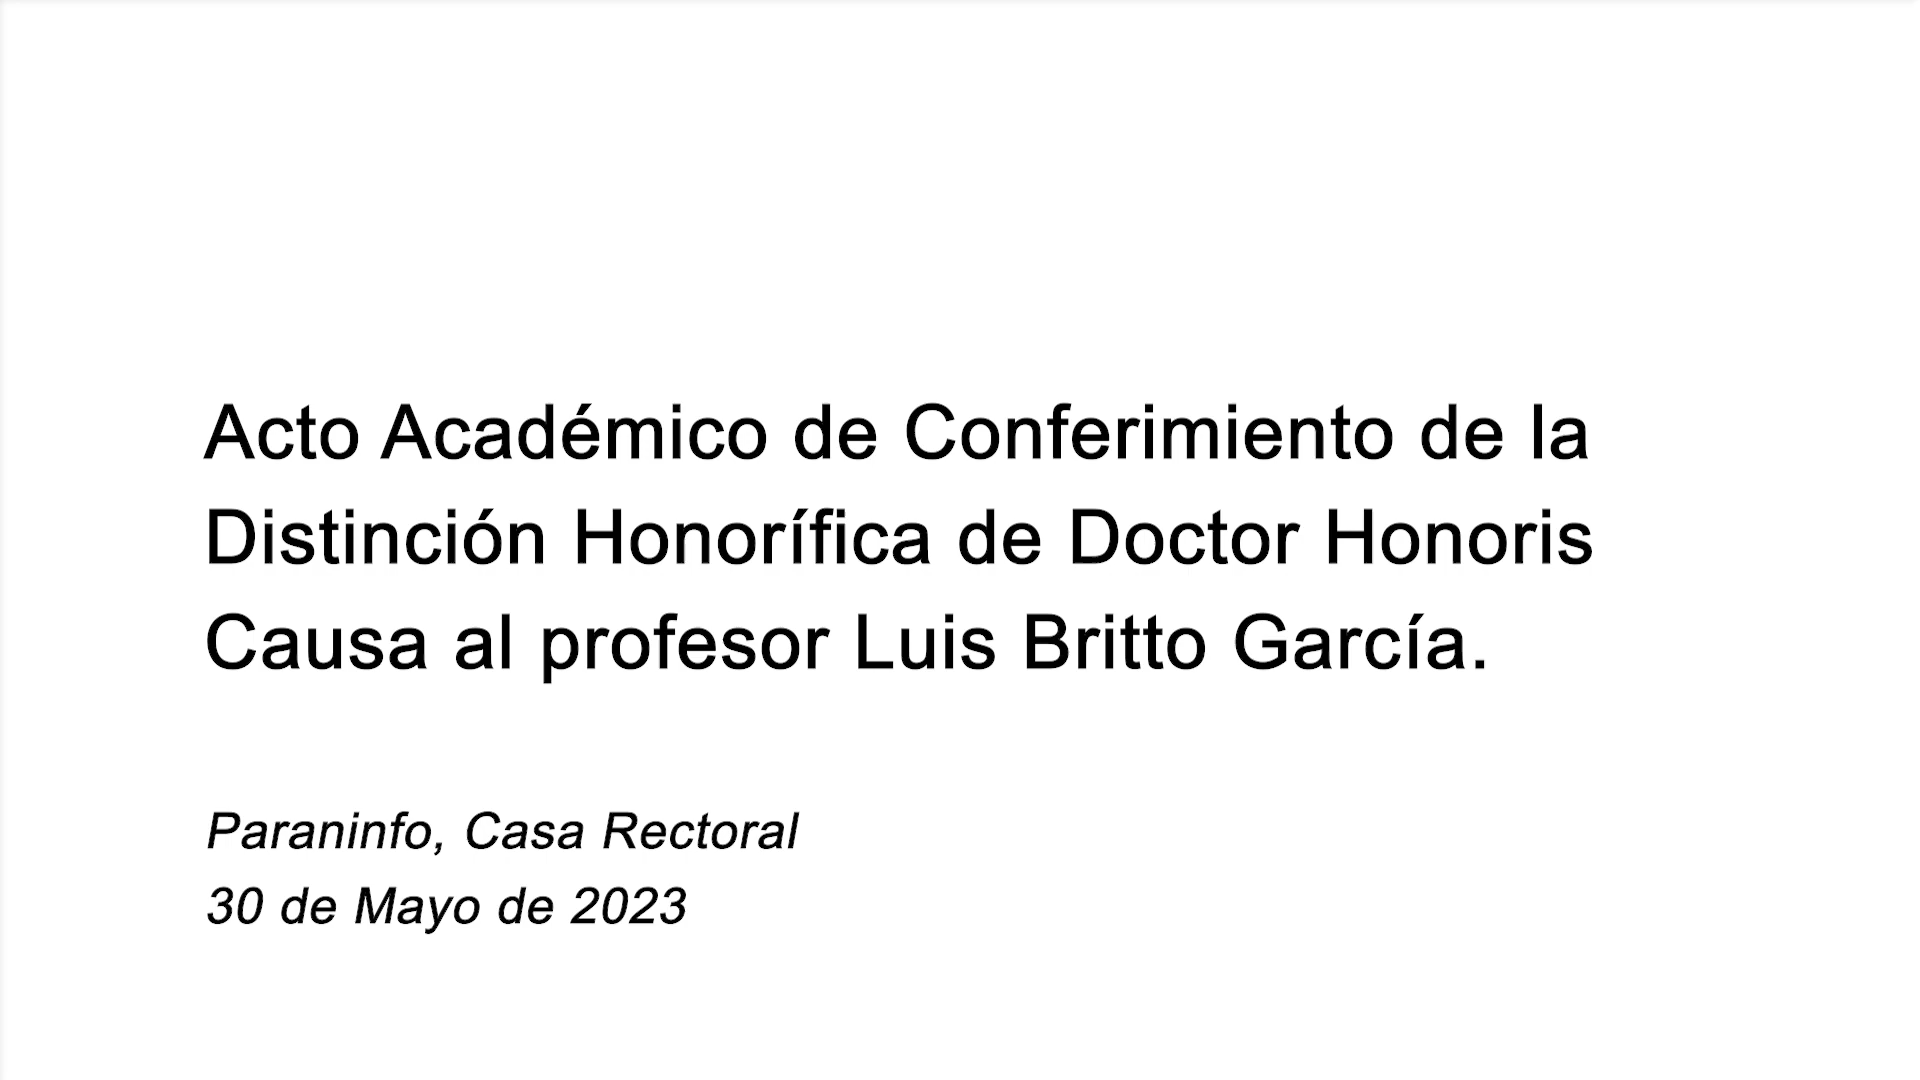 Acto Académico de Conferimiento de la
Distinción Honorífica de Doctor Honoris
Causa al profesor Luis Britto García.
Paraninfo, Casa Rectoral
30 de Mayo de 2023